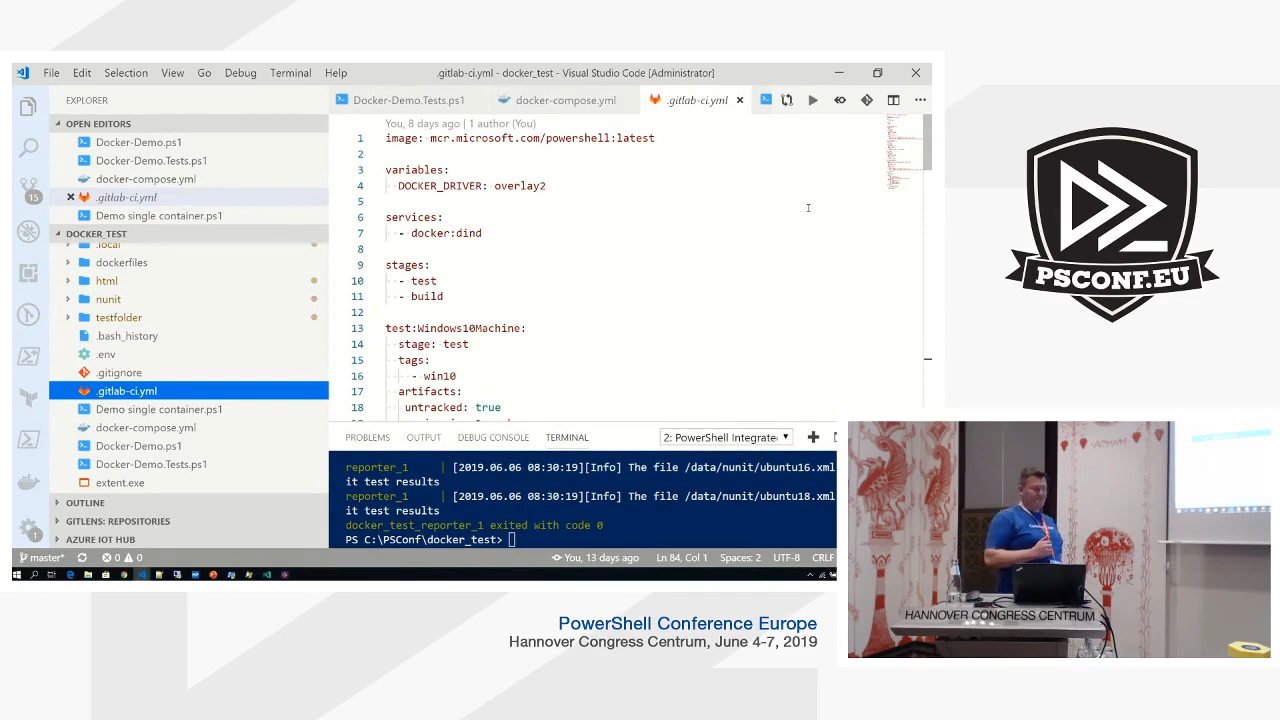 File Edit Selection View Go Debug Terminal Help
.gitlab-ci.yml - docker_test - Visual Studio Code [Administrator]
EXPLORER
OPEN EDITORS
Docker-Demo.ps1
Docker-Demo.Tests.ps1
docker-compose.yml
.gitlab-ci.yml
Demo single container.ps1
DOCKER_TEST
.local
dockerfiles
html
nunit
testfolder
.bash_history
.env
.gitignore
.gitlab-ci.yml
Demo single container.ps1
docker-compose.yml
Docker-Demo.ps1
Docker-Demo.Tests.ps1
extent.exe
OUTLINE
GITLENS: REPOSITORIES
AZURE IOT HUB
15
1
Docker-Demo.Tests.ps1 docker-compose.yml .gitlab-ci.yml
You, 8 days ago | 1 author (You)
1 image: mcr.microsoft.com/powershell:latest
2
3 variables:
4 DOCKER_DRIVER: overlay2
5
6 services:
7 - docker:dind
8
9 stages:
10 - test
11 - build
12
13 test:Windows10Machine:
14 stage: test
15 tags:
16 - win10
17 artifacts:
18 untracked: true
PROBLEMS OUTPUT DEBUG CONSOLE TERMINAL 2: PowerShell Integrate
reporter_1 | [2019.06.06 08:30:19][Info] The file /data/nunit/ubuntu16.xml
it test results
reporter_1 | [2019.06.06 08:30:19][Info] The file /data/nunit/ubuntu18.xml
it test results
docker_test_reporter_1 exited with code 0
PS C:\PSConf\docker_test>
master* 0 0 You, 13 days ago Ln 84, Col 1 Spaces: 2 UTF-8 CRLF
PSCONF.EU
HANNOVER CONGRESS CENTRUM
PowerShell Conference Europe
Hannover Congress Centrum, June 4-7, 2019